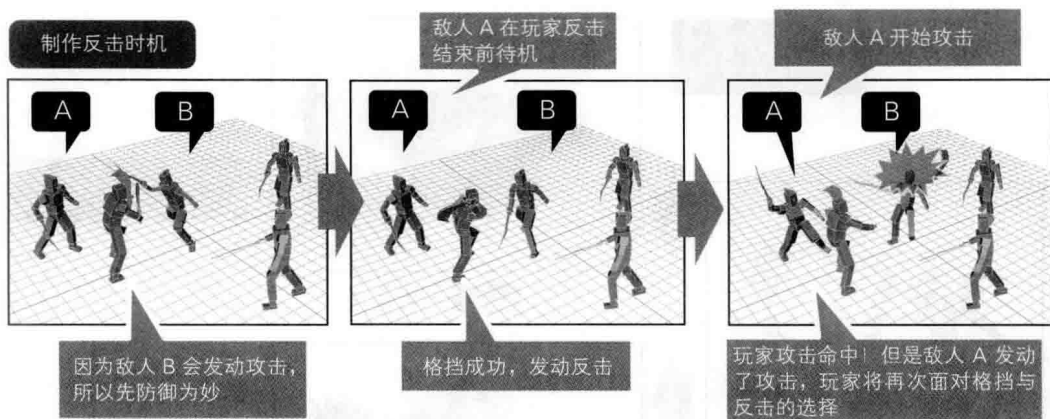 制作反击时机
敌人 A 在玩家反击
结束前待机
敌人 A 开始攻击
A
B
A
B
A
B
因为敌人 B 会发动攻击，
所以先防御为妙
格挡成功，发动反击
玩家攻击命中！但是敌人 A 发动
了攻击，玩家将再次面对格挡与
反击的选择